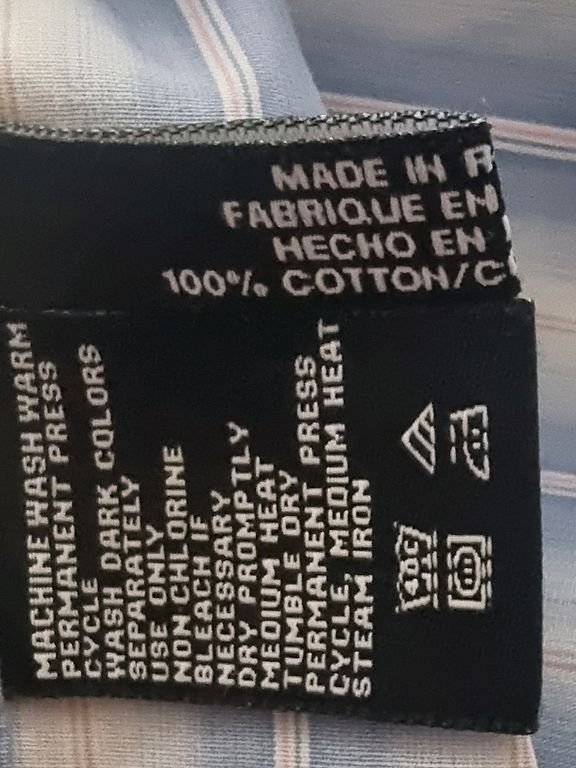 MADE IN
FABRIQUE EN
HECHO EN
100% COTTON/
MACHINE WASH WARM
PERMANENT PRESS
CYCLE
WASH DARK COLORS
SEPARATELY
USE ONLY
NON-CHLORINE
BLEACH IF
NECESSARY
DRY PROMPTLY
MEDIUM HEAT
TUMBLE DRY
PERMANENT PRESS
CYCLE, MEDIUM HEAT
STEAM IRON
40C